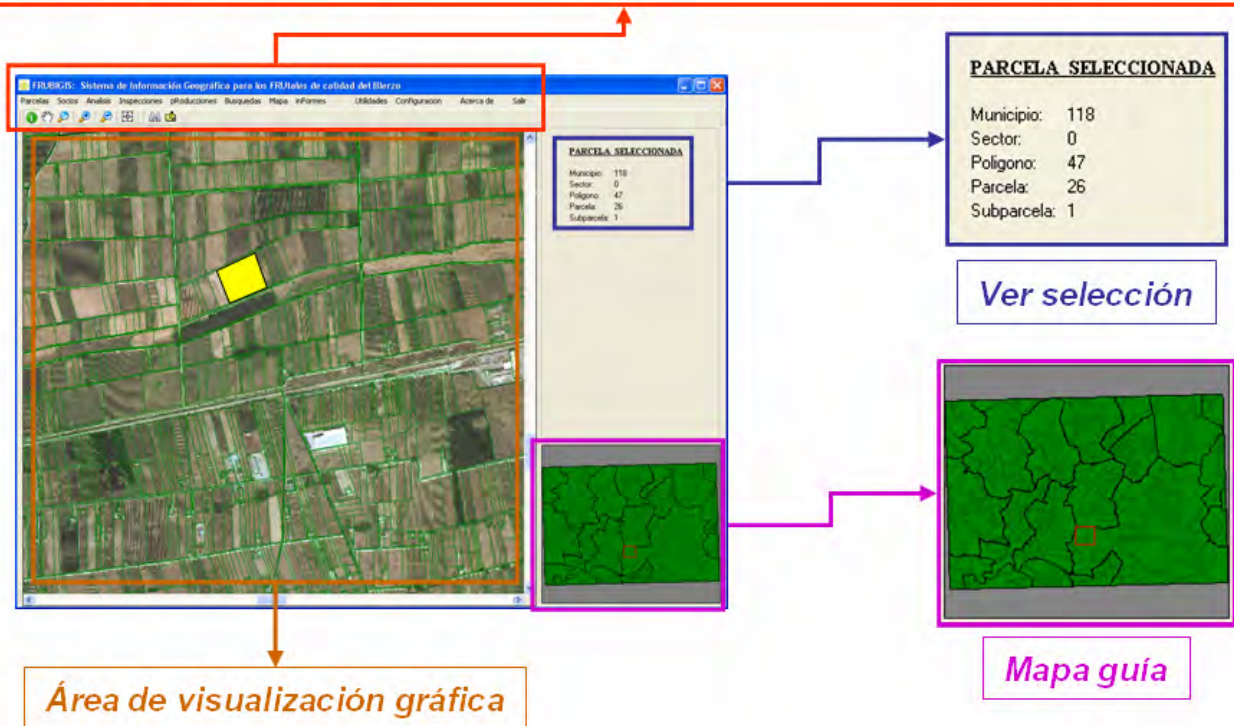 FRUBIGIS: Sistema de Información Geográfica para los FRUtales de calidad del Bierzo
Parcelas Socios Analisis Inspecciones pRoducciones Busquedas Mapa inFormes Utilidades Configuracion Acerca de Salir
PARCELA SELECCIONADA
Municipio: 118
Sector: 0
Poligono: 47
Parcela: 26
Subparcela: 1
PARCELA SELECCIONADA
Municipio: 118
Sector: 0
Poligono: 47
Parcela: 26
Subparcela: 1
Ver selección
Mapa guía
Área de visualización gráfica